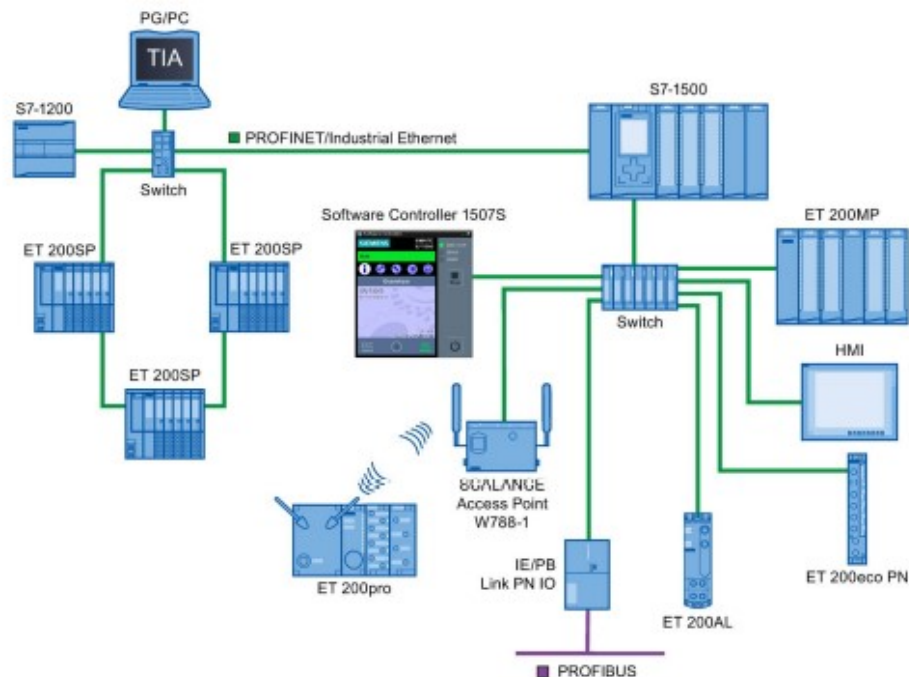 PG/PC
TIA
S7-1200
S7-1500
PROFINET/Industrial Ethernet
Switch
Software Controller 1507S
ET 200MP
ET 200SP
ET 200SP
SIEMENS
Switch
HMI
ET 200SP
SCALANCE
Access Point
W788-1
IE/PB
Link PN IO
ET 200eco PN
ET 200pro
ET 200AL
PROFIBUS